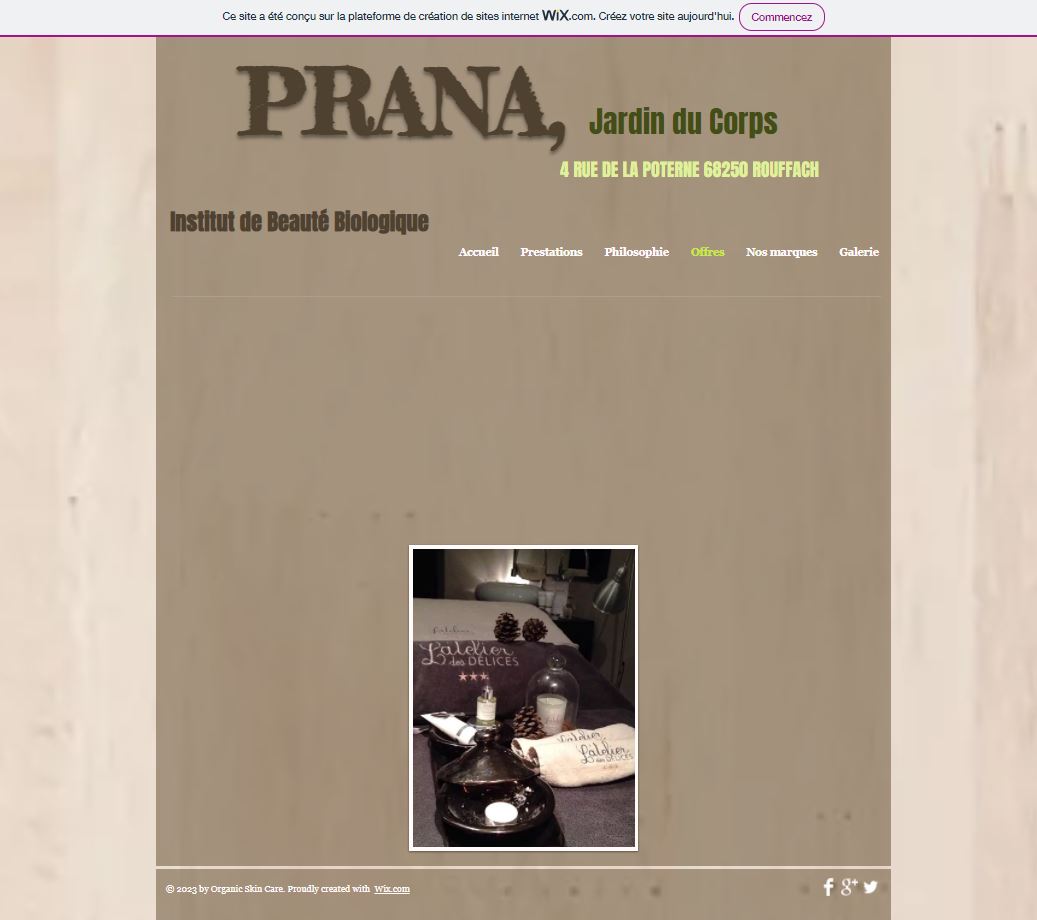 Ce site a été conçu sur la plateforme de création de sites internet WiX.com. Créez votre site aujourd'hui. Commencez
PRANA,
Jardin du Corps
4 RUE DE LA POTERNE 68250 ROUFFACH
Institut de Beauté Biologique
Accueil Prestations Philosophie Offres Nos marques Galerie
L'atelier
L'atelier
des DÉLICES
L'atelier
L'atelier
des DÉLICES
© 2023 by Organic Skin Care. Proudly created with Wix.com